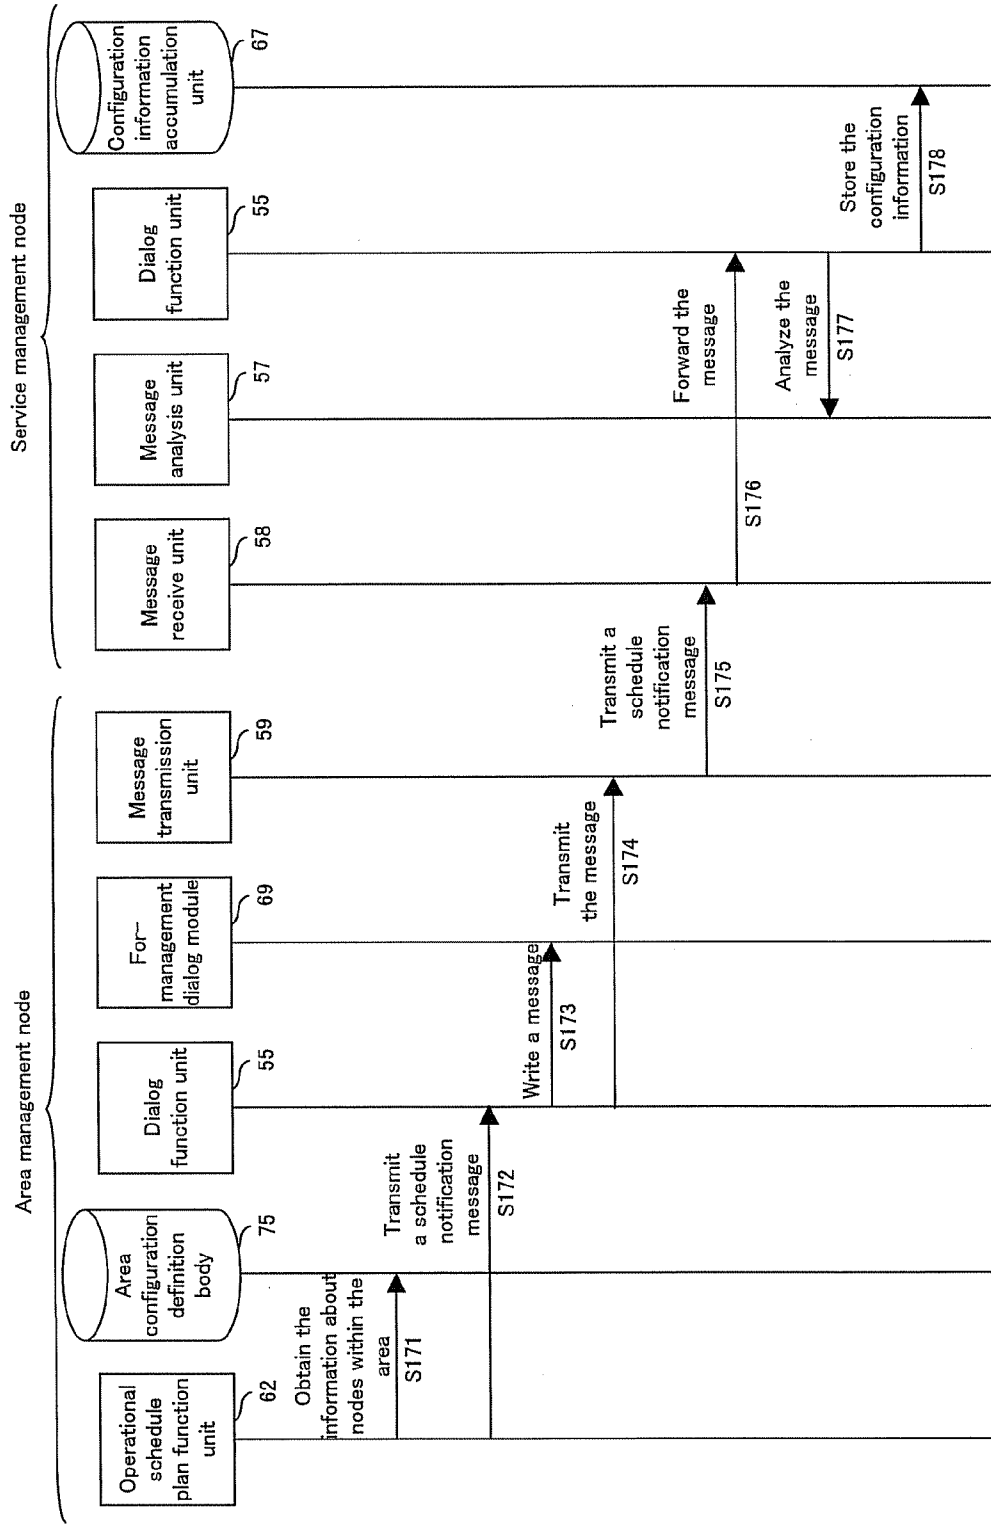 Area management node
Service management node
Operational
schedule
plan function
unit
62
Area
configuration
definition
body
75
Dialog
function unit
55
For-
management
dialog module
69
Message
transmission
unit
59
Message
receive unit
58
Message
analysis unit
57
Dialog
function unit
55
Configuration
information
accumulation
unit
67
Obtain the
information about
nodes within the
area
S171
Transmit
a schedule
notification
message
S172
Write a message
S173
Transmit
the message
S174
Transmit a
schedule
notification
message
S175
Forward the
message
S176
Analyze the
message
S177
Store the
configuration
information
S178